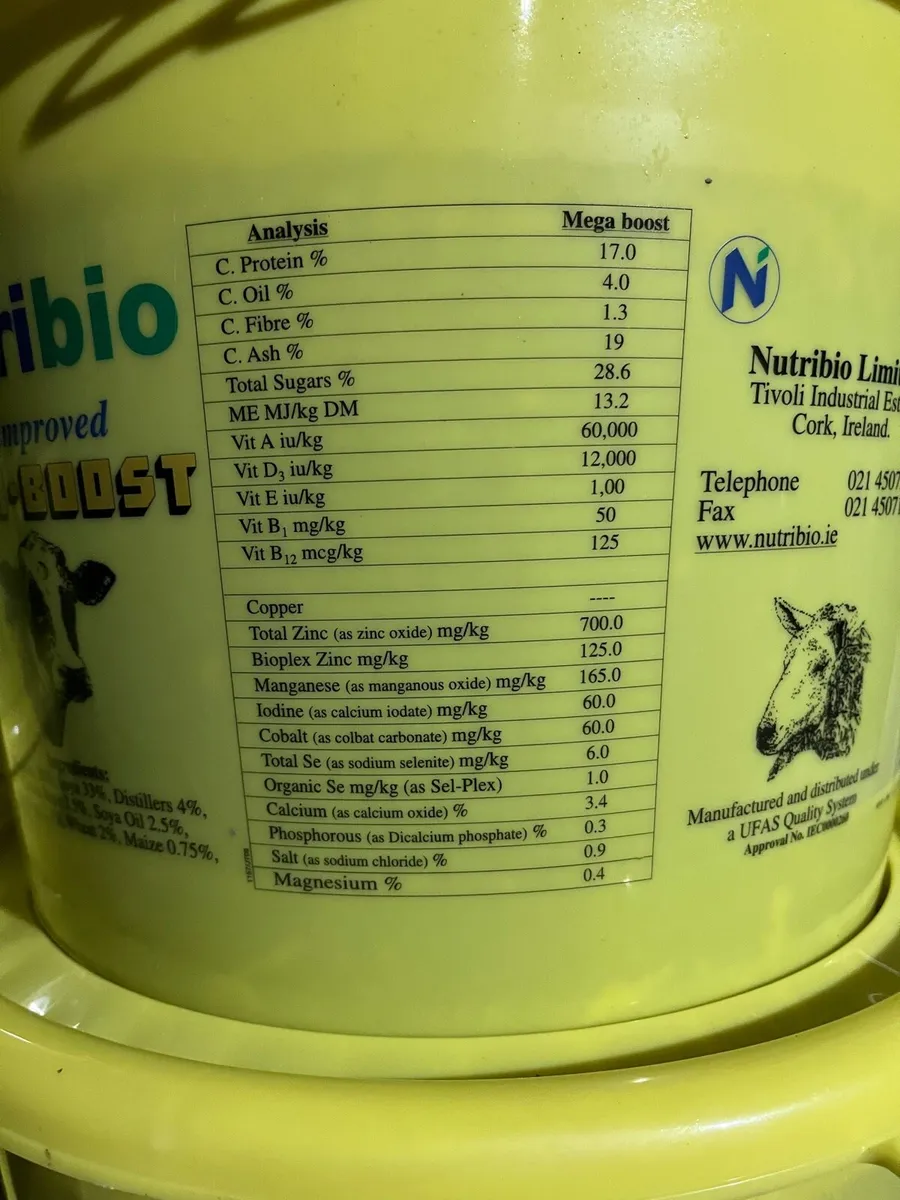 ribio
mproved
BOOST
Distillers 4%,
Soya Oil 2.5%,
2%, Maize 0.75%,
Analysis Mega boost
C. Protein % 17.0
C. Oil % 4.0
C. Fibre % 1.3
C. Ash % 19
Total Sugars % 28.6
ME MJ/kg DM 13.2
Vit A iu/kg 60,000
Vit D₃ iu/kg 12,000
Vit E iu/kg 1,00
Vit B₁ mg/kg 50
Vit B₁₂ mcg/kg 125
Copper ----
Total Zinc (as zinc oxide) mg/kg 700.0
Bioplex Zinc mg/kg 125.0
Manganese (as manganous oxide) mg/kg 165.0
Iodine (as calcium iodate) mg/kg 60.0
Cobalt (as colbat carbonate) mg/kg 60.0
Total Se (as sodium selenite) mg/kg 6.0
Organic Se mg/kg (as Sel-Plex) 1.0
Calcium (as calcium oxide) % 3.4
Phosphorous (as Dicalcium phosphate) % 0.3
Salt (as sodium chloride) % 0.9
Magnesium % 0.4
Ní
Nutribio Limi
Tivoli Industrial Est
Cork, Ireland.
Telephone 021 4507
Fax 021 4507
www.nutribio.ie
Manufactured and distributed under
a UFAS Quality System
Approval No.